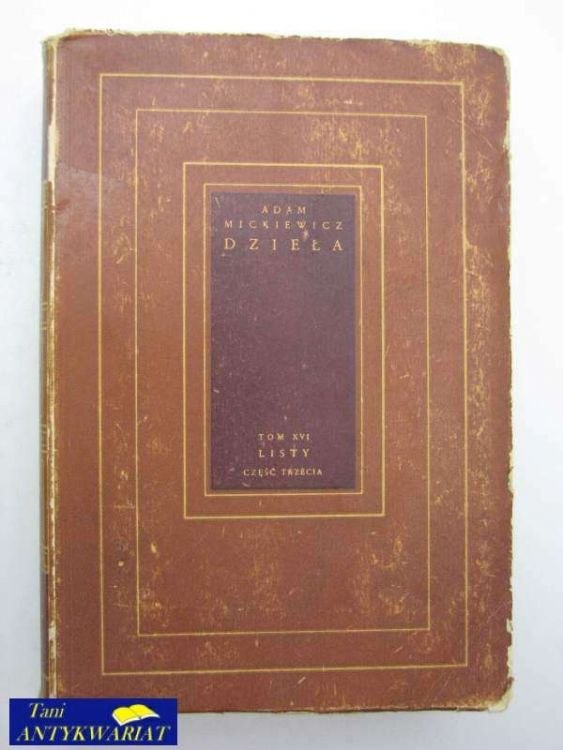 ADAM
MICKIEWICZ
DZIEŁA
TOM XVI
LISTY
CZĘŚĆ TRZECIA
Tani
ANTYKWARIAT